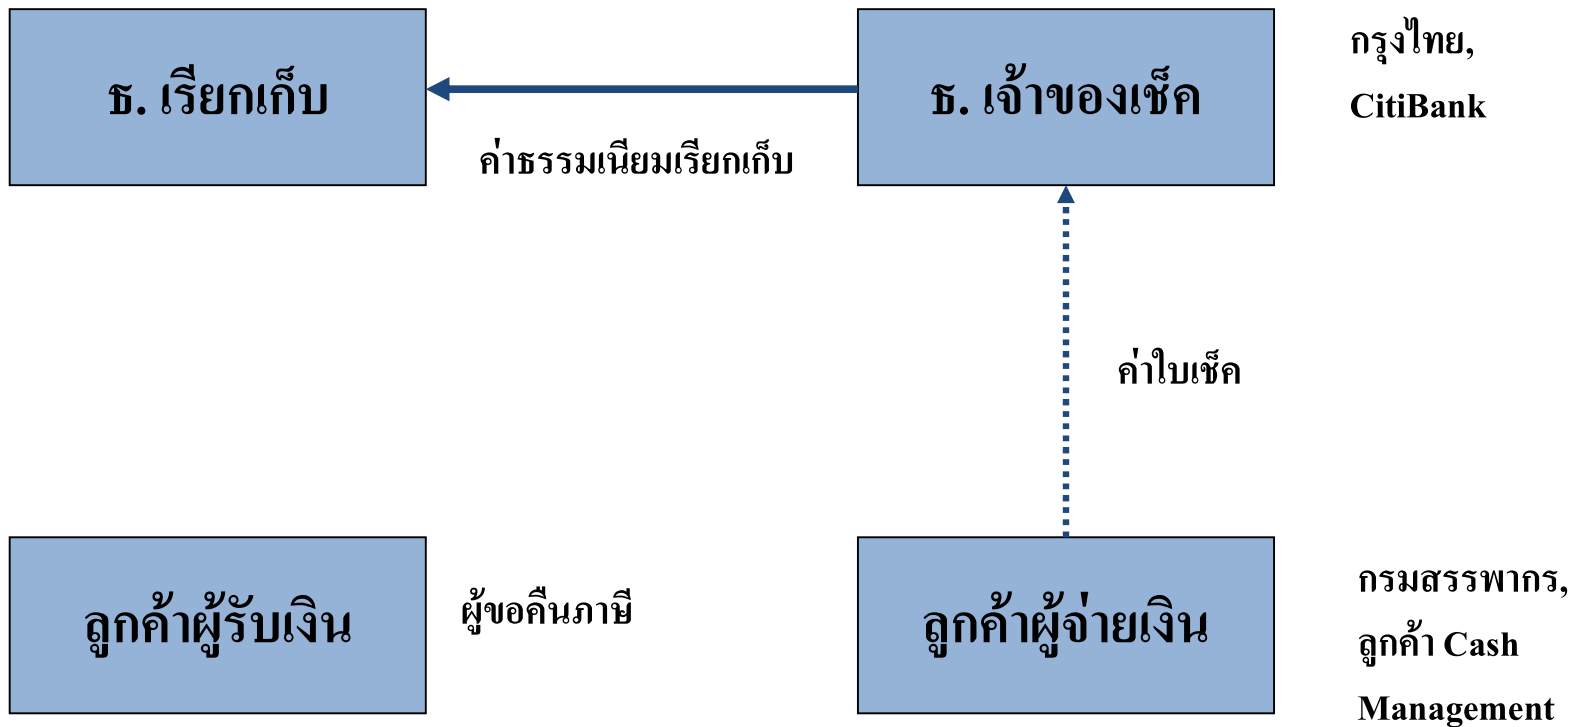 ธ. เรียกเก็บ
ค่าธรรมเนียมเรียกเก็บ
ธ. เจ้าของเช็ค
กรุงไทย,
CitiBank
ค่าใบเช็ค
ลูกค้าผู้รับเงิน
ผู้ขอคืนภาษี
ลูกค้าผู้จ่ายเงิน
กรมสรรพากร,
ลูกค้า Cash
Management